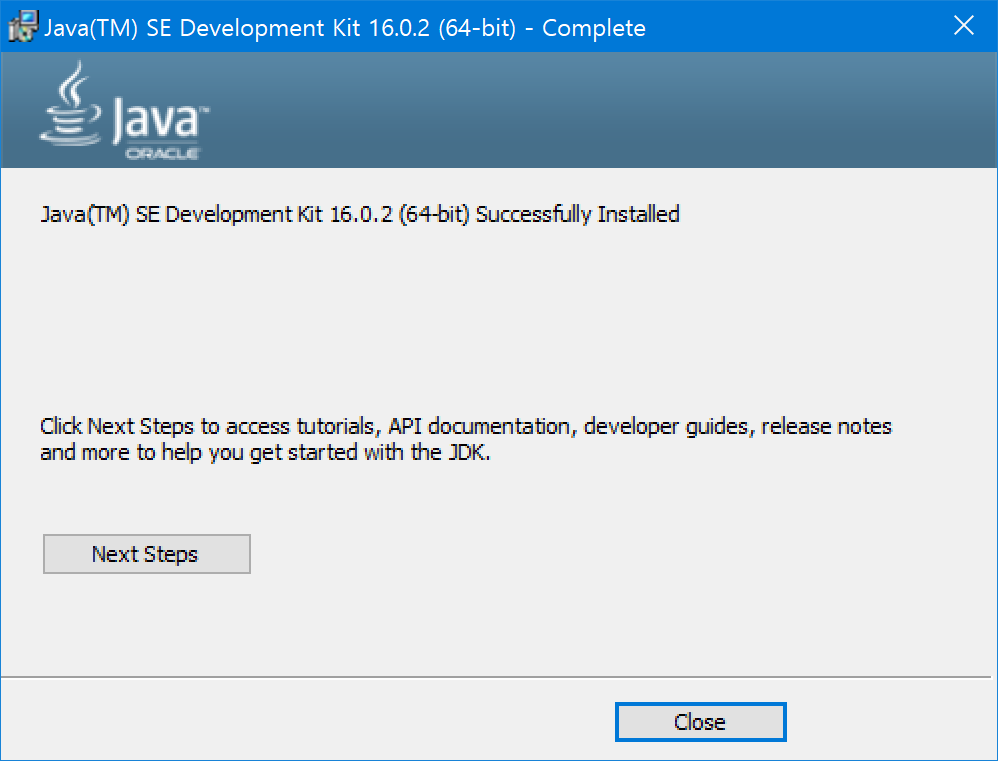 Java(TM) SE Development Kit 16.0.2 (64-bit) - Complete
Java™
ORACLE
Java(TM) SE Development Kit 16.0.2 (64-bit) Successfully Installed
Click Next Steps to access tutorials, API documentation, developer guides, release notes
and more to help you get started with the JDK.
Next Steps
Close